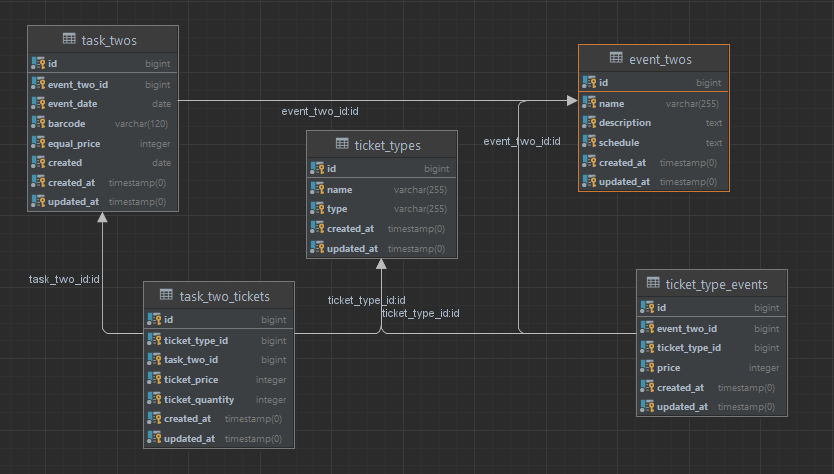 task_twos
id bigint
event_two_id bigint
event_date date
barcode varchar(120)
equal_price integer
created date
created_at timestamp(0)
updated_at timestamp(0)
event_two_id:id
event_twos
id bigint
name varchar(255)
description text
schedule text
created_at timestamp(0)
updated_at timestamp(0)
event_two_id:id
ticket_types
id bigint
name varchar(255)
type varchar(255)
created_at timestamp(0)
updated_at timestamp(0)
task_two_id:id
task_two_tickets
id bigint
ticket_type_id bigint
task_two_id bigint
ticket_price integer
ticket_quantity integer
created_at timestamp(0)
updated_at timestamp(0)
ticket_type_id:id
ticket_type_id:id
ticket_type_events
id bigint
event_two_id bigint
ticket_type_id bigint
price integer
created_at timestamp(0)
updated_at timestamp(0)